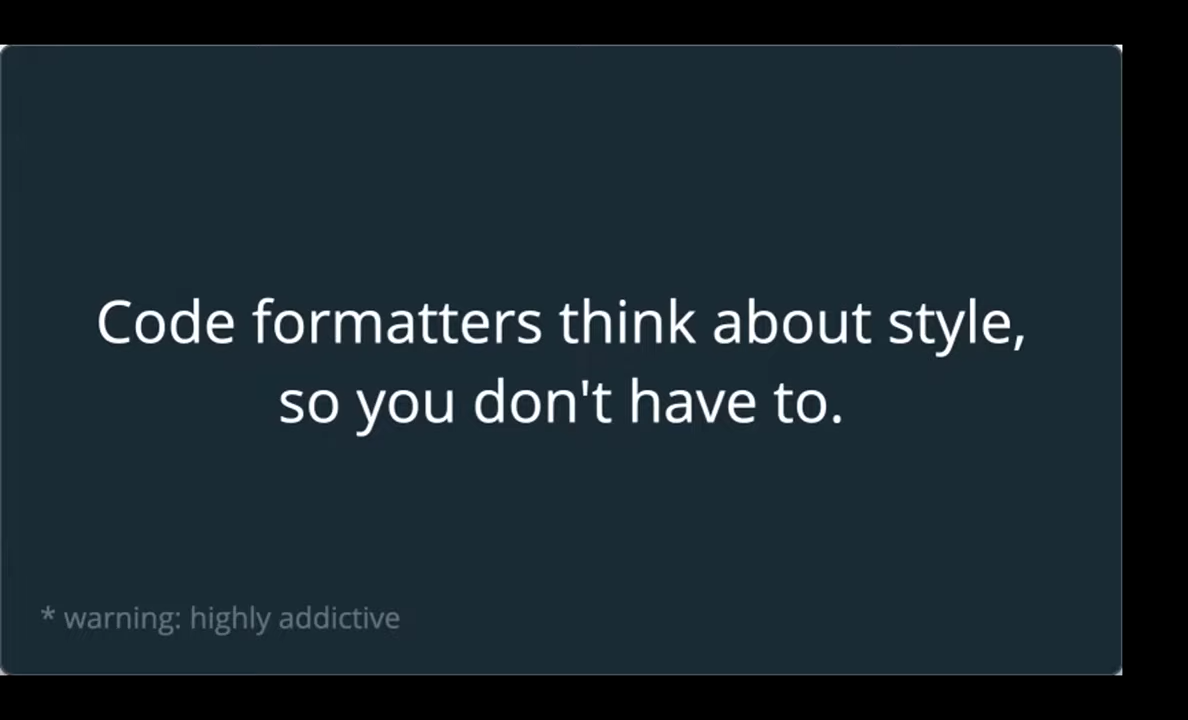 Code formatters think about style,
so you don't have to.
* warning: highly addictive